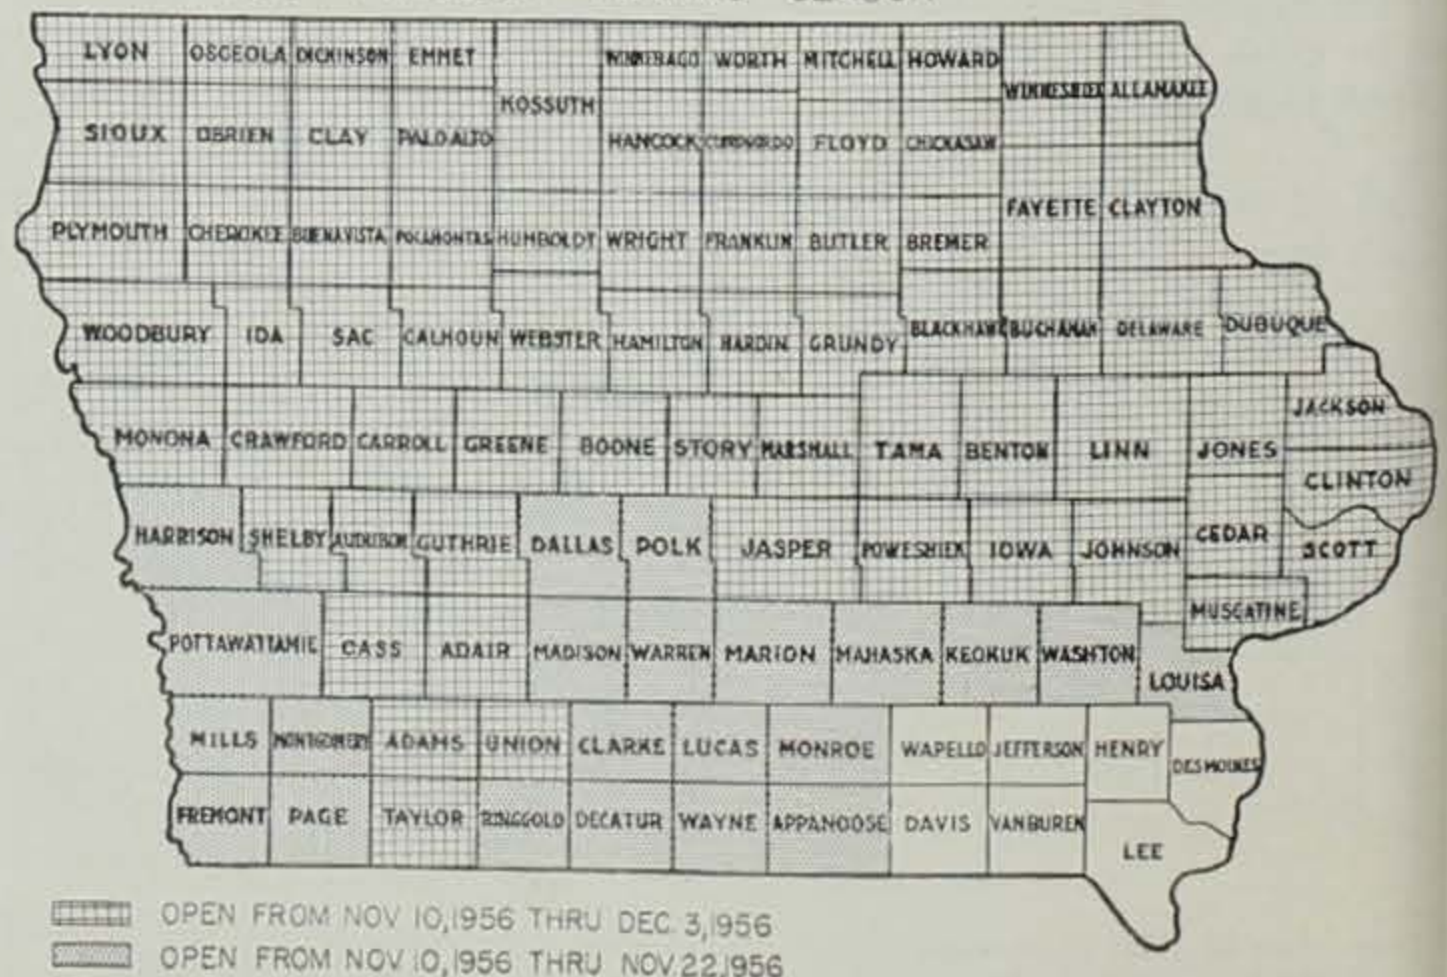 LYON OSCEOLA DICKINSON EMMET WINNEBAGO WORTH MITCHELL HOWARD
KOSSUTH WINNESHIEK ALLAMAKEE
SIOUX OBRIEN CLAY PALO ALTO HANCOCK FLOYD CHICKASAW
FAYETTE CLAYTON
PLYMOUTH CHEROKEE BUENAVISTA POCAHONTAS HUMBOLDT WRIGHT FRANKLIN BUTLER BREMER
WOODBURY IDA SAC CALHOUN WEBSTER HAMILTON HARDIN GRUNDY BLACKHAWK BUCHANAN DELAWARE DUBUQUE
JACKSON
MONONA CRAWFORD CARROLL GREENE BOONE STORY MARSHALL TAMA BENTON LINN JONES
CLINTON
HARRISON SHELBY AUDUBON GUTHRIE DALLAS POLK JASPER POWESHIEK IOWA JOHNSON CEDAR SCOTT
MUSCATINE
POTTAWATTAMIE CASS ADAIR MADISON WARREN MARION MAHASKA KEOKUK WASHTON
LOUISA
MILLS MONTGOMERY ADAMS UNION CLARKE LUCAS MONROE WAPELLO JEFFERSON HENRY
DES MOINES
FREMONT PAGE TAYLOR RINGGOLD DECATUR WAYNE APPANOOSE DAVIS VANBUREN
LEE
OPEN FROM NOV 10, 1956 THRU DEC. 3, 1956
OPEN FROM NOV 10, 1956 THRU NOV. 22, 1956